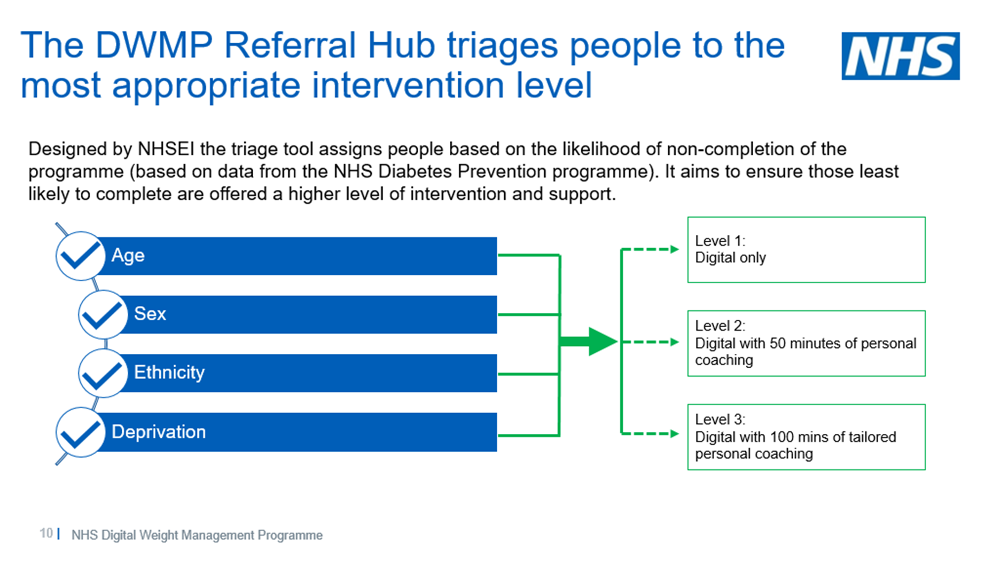 The DWMP Referral Hub triages people to the
most appropriate intervention level
NHS
Designed by NHSEI the triage tool assigns people based on the likelihood of non-completion of the
programme (based on data from the NHS Diabetes Prevention programme). It aims to ensure those least
likely to complete are offered a higher level of intervention and support.
Age
Sex
Ethnicity
Deprivation
Level 1:
Digital only
Level 2:
Digital with 50 minutes of personal
coaching
Level 3:
Digital with 100 mins of tailored
personal coaching
10 | NHS Digital Weight Management Programme